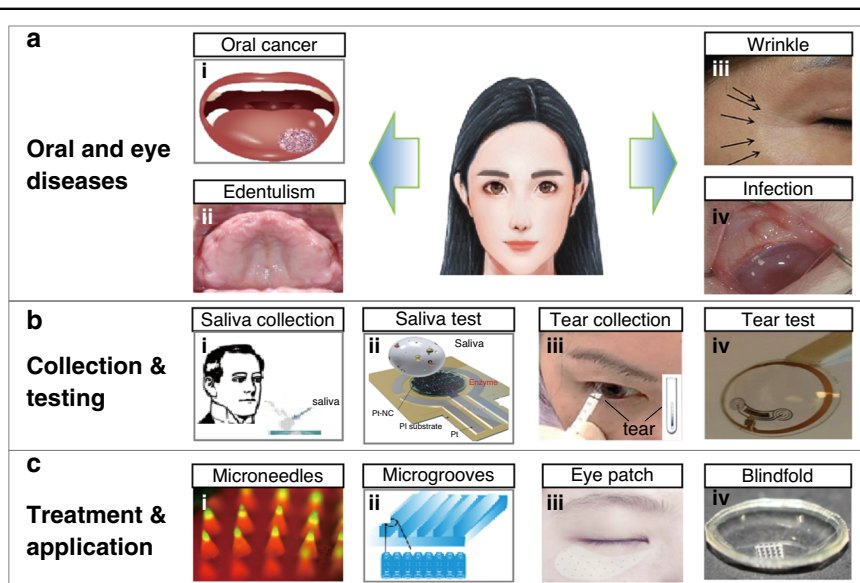 a
Oral cancer
i
Wrinkle
iii
Oral and eye
diseases
Edentulism
ii
Infection
iv
b
Saliva collection
i
saliva
Saliva test
ii
Saliva
Enzyme
Pt-NC
PI substrate
Pt
Tear collection
iii
tear
Tear test
iv
Collection &
testing
c
Microneedles
i
Microgrooves
ii
Eye patch
iii
Blindfold
iv
Treatment &
application